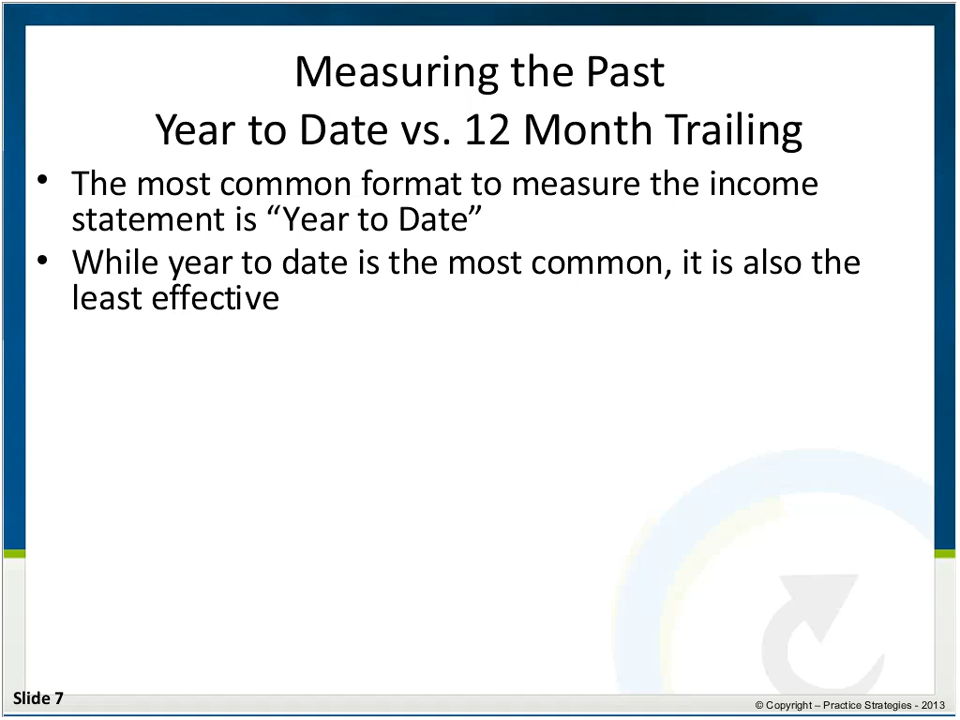 Measuring the Past
Year to Date vs. 12 Month Trailing
• The most common format to measure the income
statement is “Year to Date”
• While year to date is the most common, it is also the
least effective
Slide 7
© Copyright – Practice Strategies - 2013